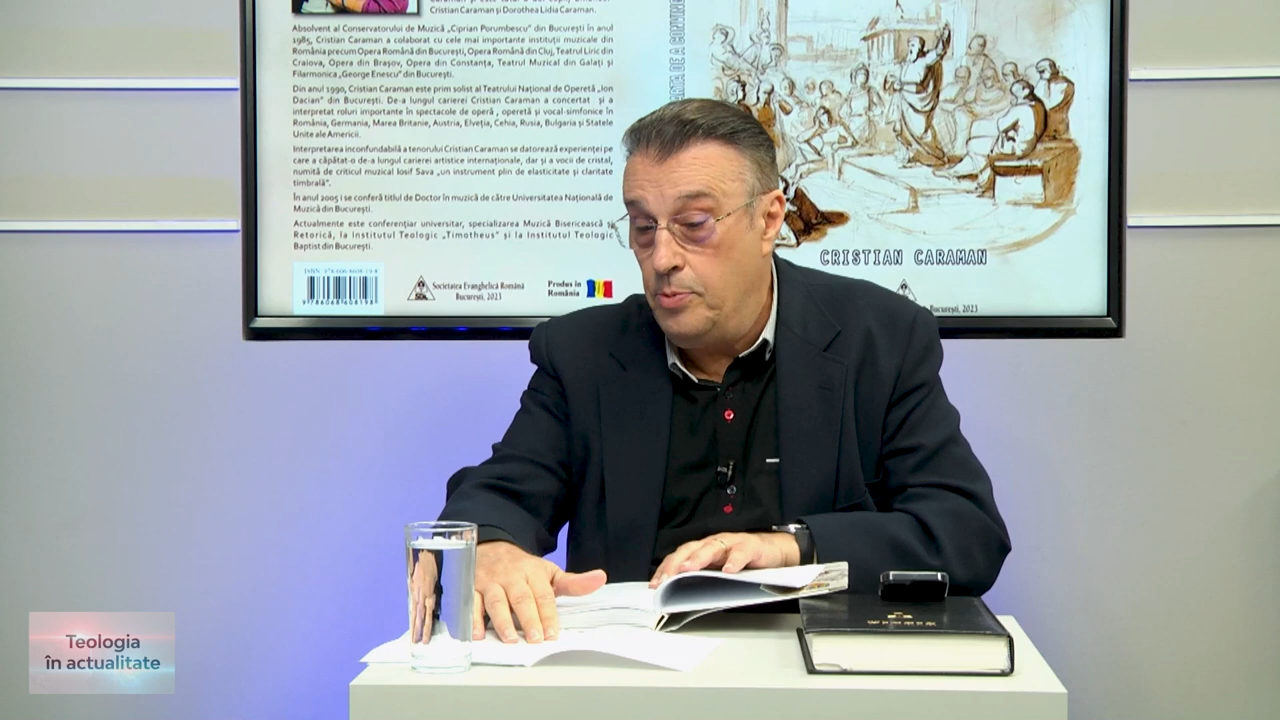 Cristian Caraman și Dorothea Lidia Caraman.
Absolvent al Conservatorului de Muzică „Ciprian Porumbescu” din București în anul
1985, Cristian Caraman a colaborat cu cele mai importante instituții muzicale din
România precum Opera Română din București, Opera Română din Cluj, Teatrul Liric din
Craiova, Opera din Brașov, Opera din Constanța, Teatrul Muzical din Galați și
Filarmonica „George Enescu” din București.
Din anul 1990, Cristian Caraman este prim solist al Teatrului Național de Operetă „Ion
Dacian” din București. De-a lungul carierei Cristian Caraman a concertat și a
interpretat roluri importante în spectacole de operă , operetă și vocal-simfonice în
România, Germania, Marea Britanie, Austria, Elveția, Cehia, Rusia, Bulgaria și Statele
Unite ale Americii.
Interpretarea inconfundabilă a tenorului Cristian Caraman se datorează experienței pe
care a căpătat-o de-a lungul carierei artistice internaționale, dar și a vocii de cristal,
numită de criticul muzical Iosif Sava „un instrument plin de elasticitate și claritate
timbrală”.
În anul 2005 i se conferă titlul de Doctor în muzică de către Universitatea Națională de
Muzică din București.
Actualmente este conferențiar universitar, specializarea Muzică Bisericească și
Retorică, la Institutul Teologic „Timotheus” și la Institutul Teologic
Baptist din București.
ISBN: 978-606-8608-19-8
9786068608198
Societatea Evanghelică Română
București, 2023
Produs în
România
ARTA DE A CONVINGE
CRISTIAN CARAMAN
București, 2023
Teologia
în actualitate